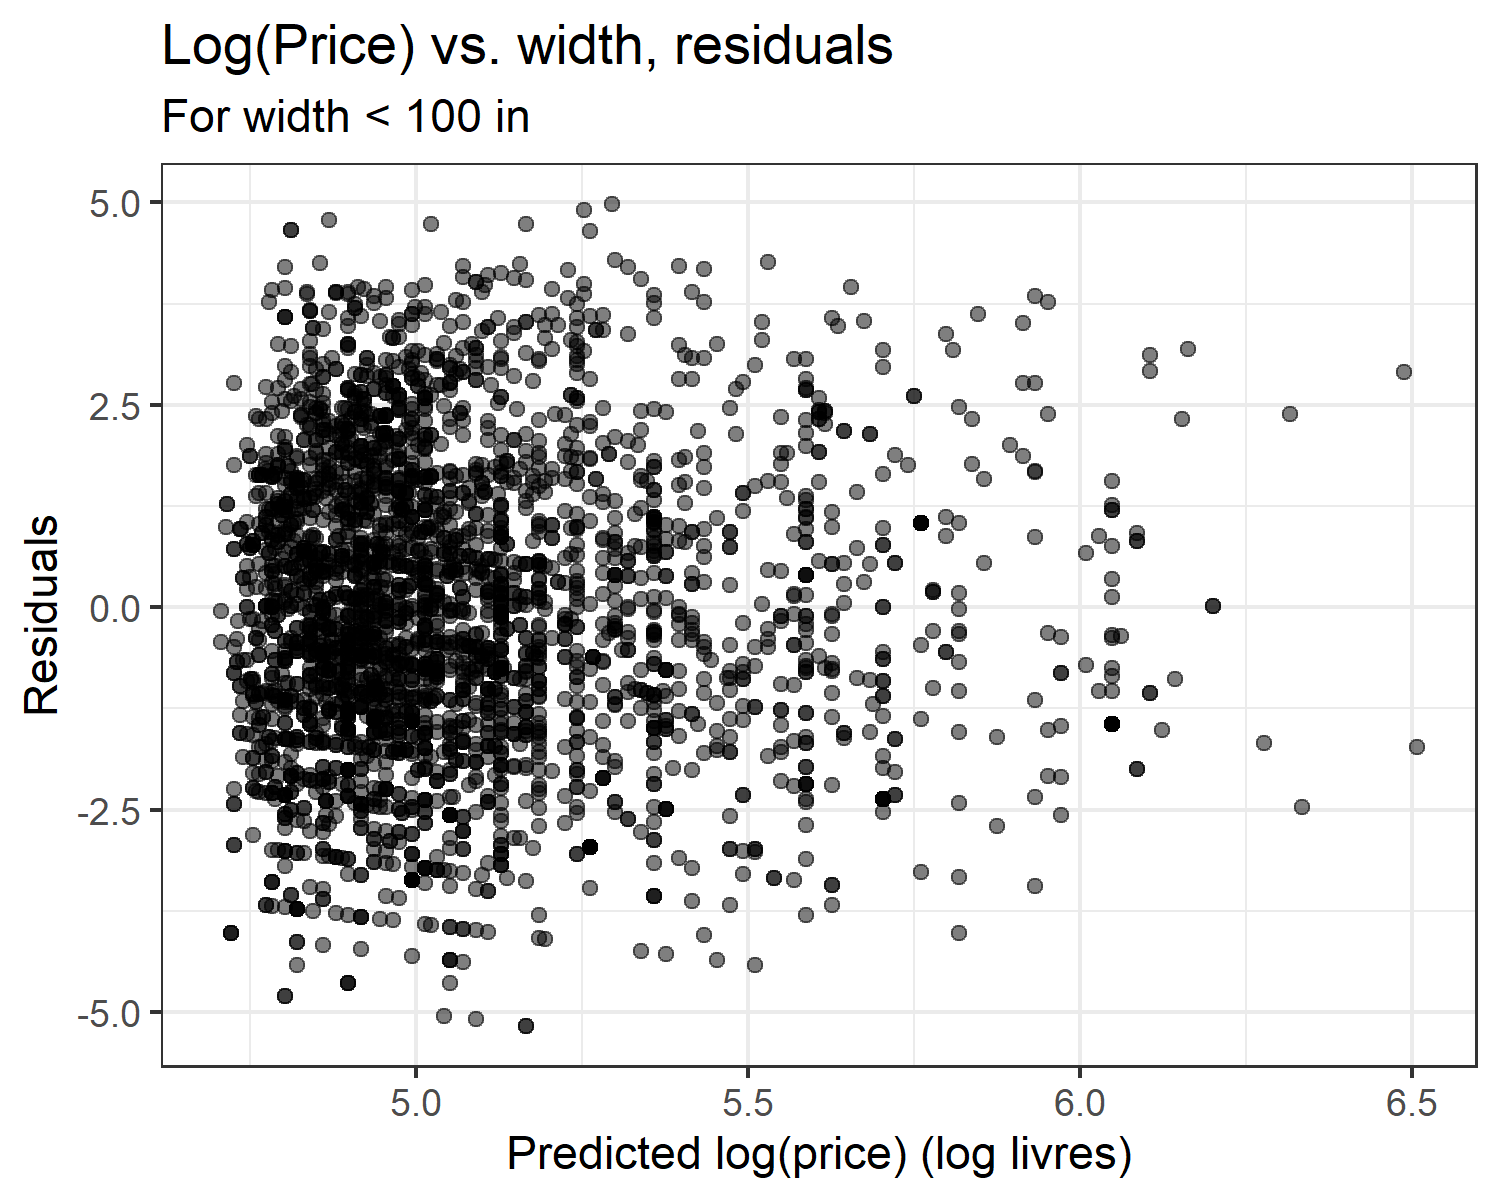 Log(Price) vs. width, residuals
For width < 100 in
5.0
2.5
0.0
-2.5
-5.0
Residuals
5.0 5.5 6.0 6.5
Predicted log(price) (log livres)